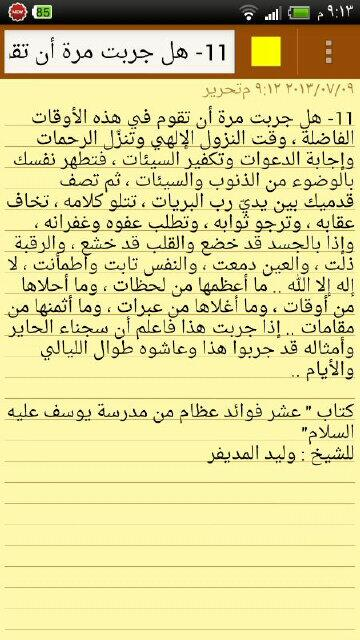 NEW 85 ٩:١٣ م
11- هل جربت مرة أن تقو
٢٠١٣/٠٧/٠٩ ٩:١٢ م تحرير
11- هل جربت مرة أن تقوم في هذه الأوقات
الفاضلة ، وقت النزول الإلهي وتنزّل الرحمات
وإجابة الدعوات وتكفير السيئات ، فتطهر نفسك
بالوضوء من الذنوب والسيئات ، ثم تصف
قدميك بين يديّ رب البريات ، تتلو كلامه ، تخاف
عقابه ، وترجو ثوابه ، وتطلب عفوه وغفرانه ،
وإذا بالجسد قد خضع والقلب قد خشع ، والرقبة
ذلت ، والعين دمعت ، والنفس تابت وأطمأنت ، لا
إله إلا الله .. ما أعظمها من لحظات ، وما أحلاها
من أوقات ، وما أغلاها من عبرات ، وما أثمنها من
مقامات .. إذا جربت هذا فاعلم أن سجناء الحاير
وأمثاله قد جربوا هذا وعاشوه طوال الليالي
والأيام ..
كتاب " عشر فوائد عظام من مدرسة يوسف عليه
السلام"
للشيخ : وليد المديفر